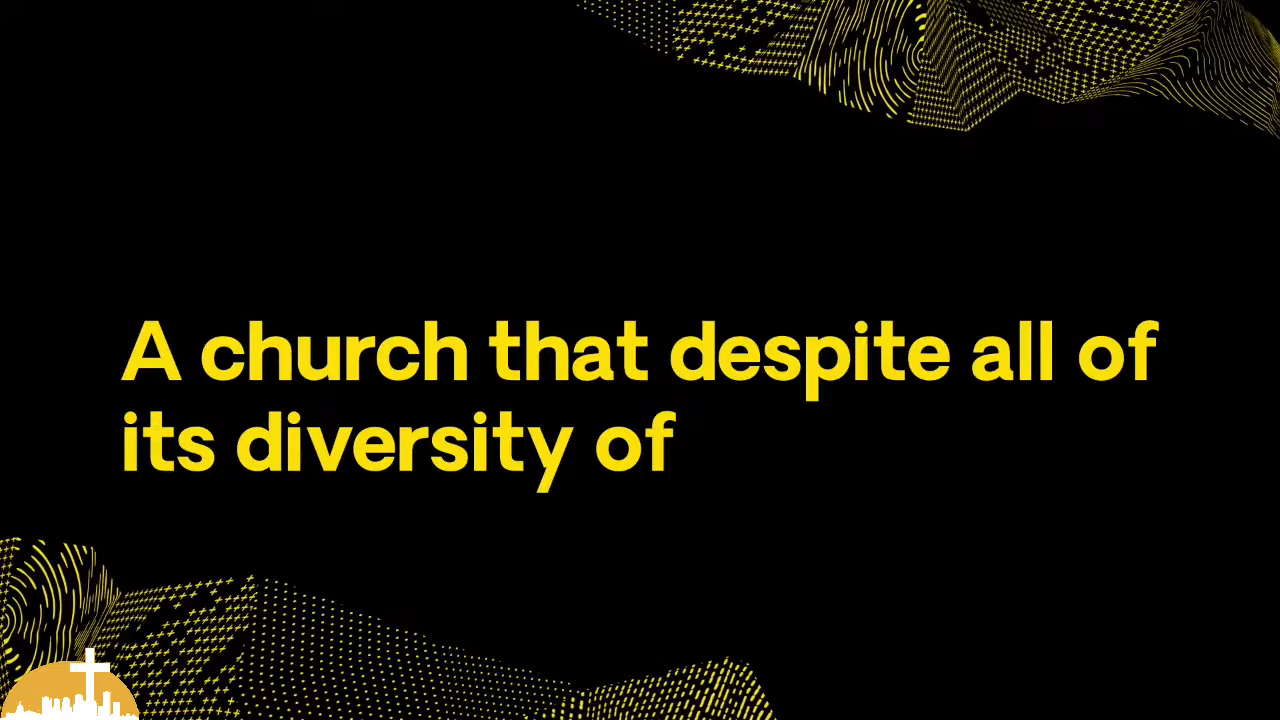 A church that despite all of
its diversity of